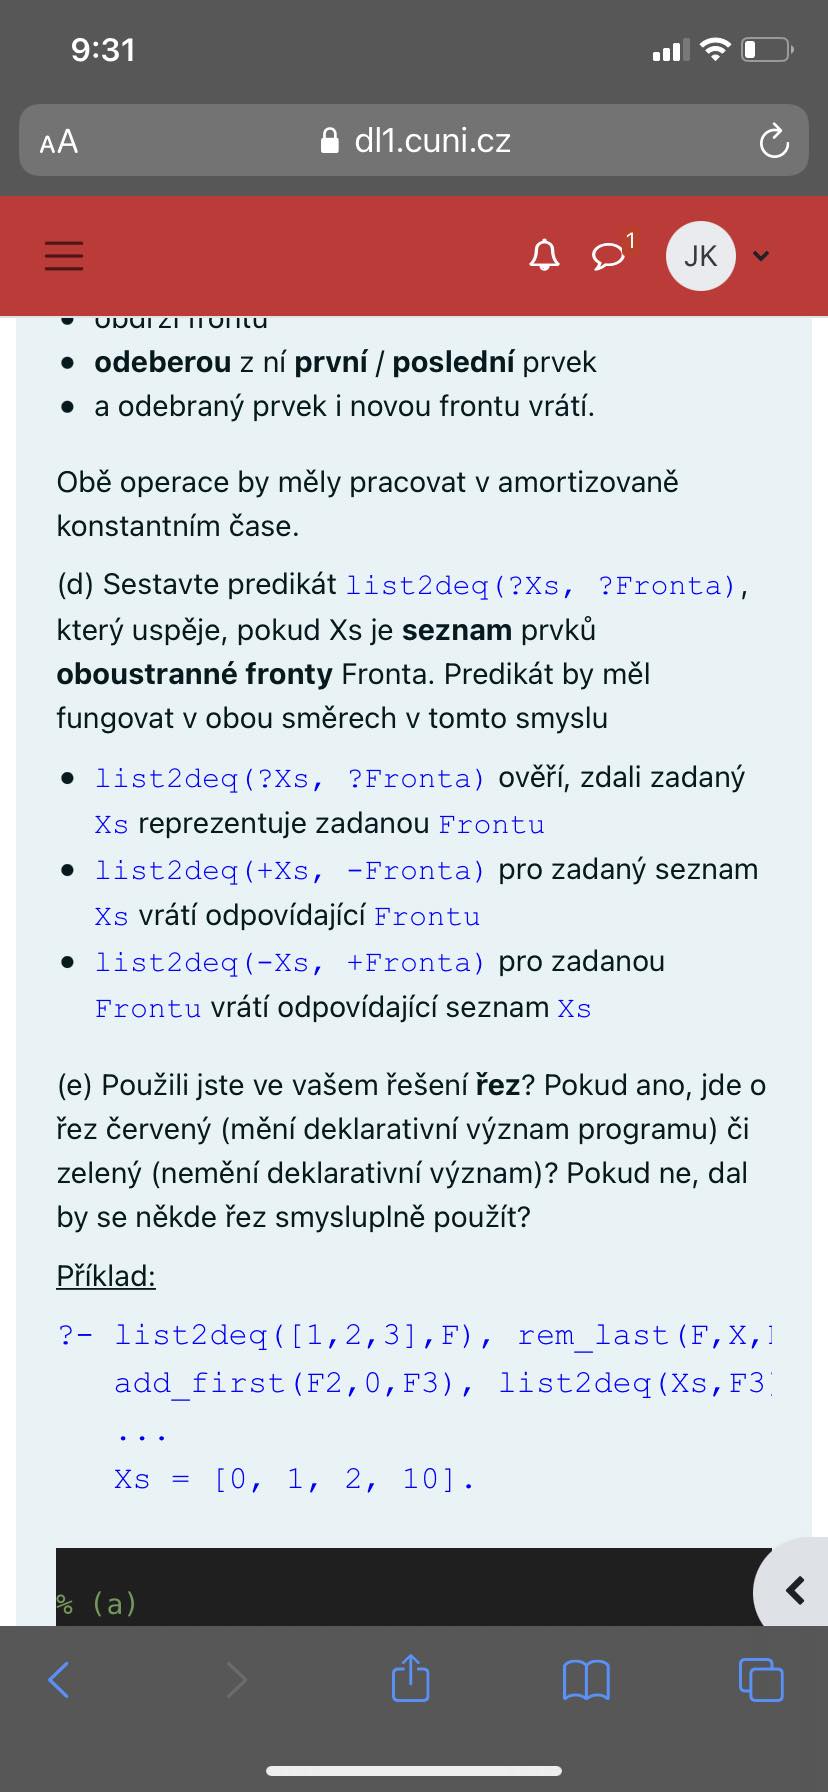 9:31
AA dl1.cuni.cz
1 JK
obdrží frontu
• odeberou z ní první / poslední prvek
• a odebraný prvek i novou frontu vrátí.
Obě operace by měly pracovat v amortizovaně
konstantním čase.
(d) Sestavte predikát list2deq(?Xs, ?Fronta),
který uspěje, pokud Xs je seznam prvků
oboustranné fronty Fronta. Predikát by měl
fungovat v obou směrech v tomto smyslu
• list2deq(?Xs, ?Fronta) ověří, zdali zadaný
Xs reprezentuje zadanou Frontu
• list2deq(+Xs, -Fronta) pro zadaný seznam
Xs vrátí odpovídající Frontu
• list2deq(-Xs, +Fronta) pro zadanou
Frontu vrátí odpovídající seznam Xs
(e) Použili jste ve vašem řešení řez? Pokud ano, jde o
řez červený (mění deklarativní význam programu) či
zelený (nemění deklarativní význam)? Pokud ne, dal
by se někde řez smysluplně použít?
Příklad:
?- list2deq([1,2,3],F), rem_last(F,X,
add_first(F2,0,F3), list2deq(Xs,F3
...
Xs = [0, 1, 2, 10].
% (a)